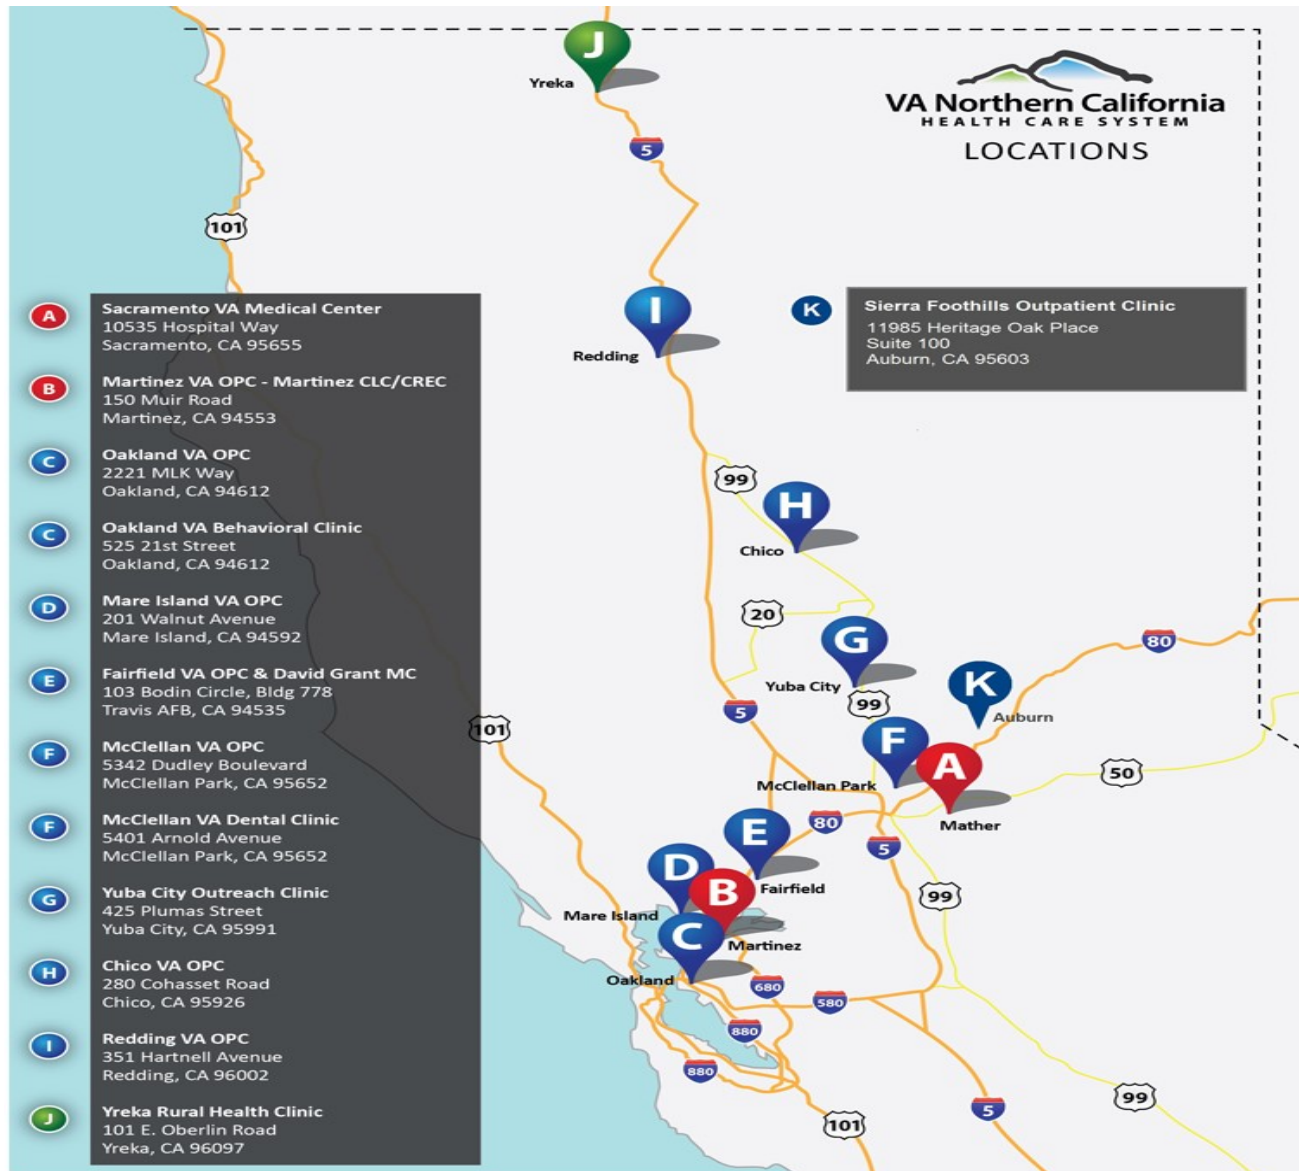 J
Yreka
5
VA Northern California
HEALTH CARE SYSTEM
LOCATIONS
101
A
Sacramento VA Medical Center
10535 Hospital Way
Sacramento, CA 95655
B
Martinez VA OPC - Martinez CLC/CREC
150 Muir Road
Martinez, CA 94553
C
Oakland VA OPC
2221 MLK Way
Oakland, CA 94612
C
Oakland VA Behavioral Clinic
525 21st Street
Oakland, CA 94612
D
Mare Island VA OPC
201 Walnut Avenue
Mare Island, CA 94592
E
Fairfield VA OPC & David Grant MC
103 Bodin Circle, Bldg 778
Travis AFB, CA 94535
F
McClellan VA OPC
5342 Dudley Boulevard
McClellan Park, CA 95652
F
McClellan VA Dental Clinic
5401 Arnold Avenue
McClellan Park, CA 95652
G
Yuba City Outreach Clinic
425 Plumas Street
Yuba City, CA 95991
H
Chico VA OPC
280 Cohasset Road
Chico, CA 95926
I
Redding VA OPC
351 Hartnell Avenue
Redding, CA 96002
J
Yreka Rural Health Clinic
101 E. Oberlin Road
Yreka, CA 96097
K
Sierra Foothills Outpatient Clinic
11985 Heritage Oak Place
Suite 100
Auburn, CA 95603
I
Redding
99
H
Chico
20
G
Yuba City
99
80
K
Auburn
5
101
F
McClellan Park
A
Mather
50
80
5
E
Fairfield
D
Mare Island
B
Martinez
C
Oakland
99
680
580
880
880
101
5
99